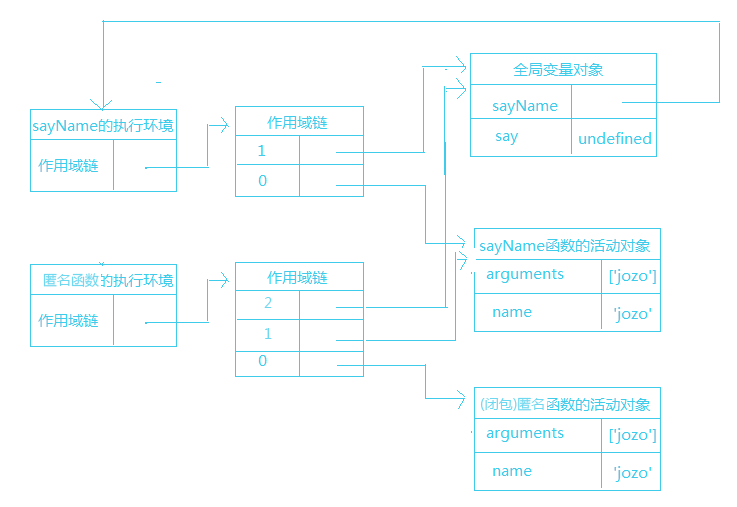 全局变量对象
sayName
say undefined
sayName的执行环境
作用域链
作用域链
1
0
sayName函数的活动对象
arguments ['jozo']
name 'jozo'
匿名函数的执行环境
作用域链
作用域链
2
1
0
(闭包)匿名函数的活动对象
arguments ['jozo']
name 'jozo'